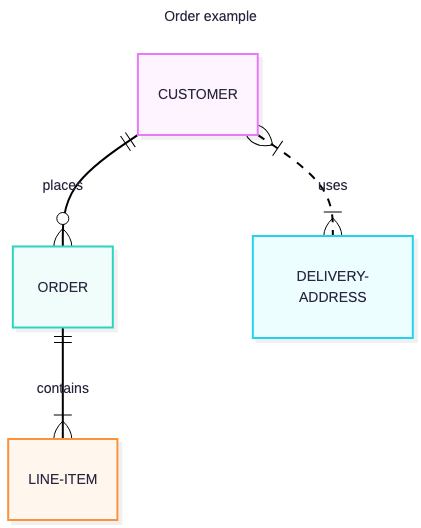 Order example
CUSTOMER
places
uses
ORDER
DELIVERY-
ADDRESS
contains
LINE-ITEM